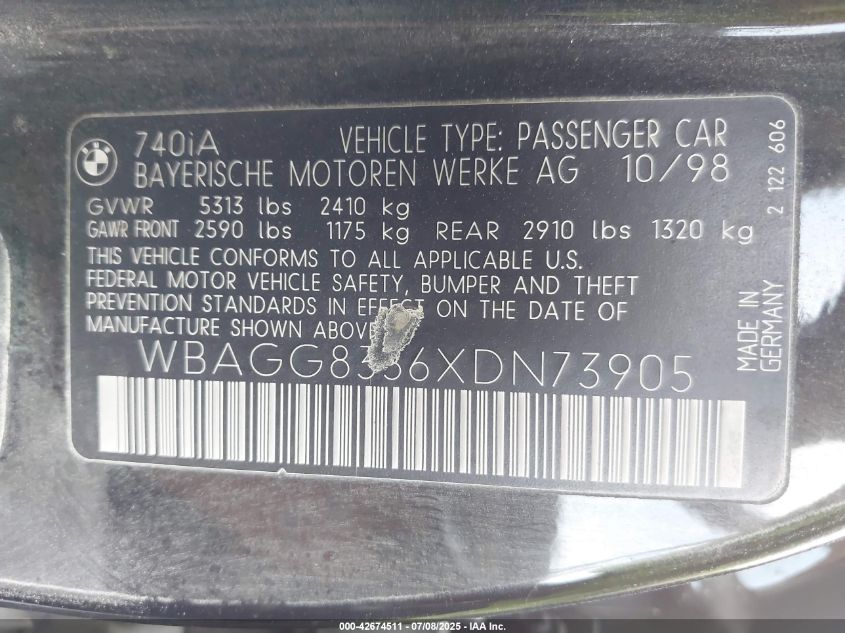 740iA VEHICLE TYPE: PASSENGER CAR
BAYERISCHE MOTOREN WERKE AG 10/98
GVWR 5313 lbs 2410 kg
GAWR FRONT 2590 lbs 1175 kg REAR 2910 lbs 1320 kg
THIS VEHICLE CONFORMS TO ALL APPLICABLE U.S.
FEDERAL MOTOR VEHICLE SAFETY, BUMPER AND THEFT
PREVENTION STANDARDS IN EFFECT ON THE DATE OF
MANUFACTURE SHOWN ABOVE
WBAGG8336XDN73905
2 122 606
MADE IN
GERMANY
BMW
000-42674511 - 07/08/2025 - IAA Inc.